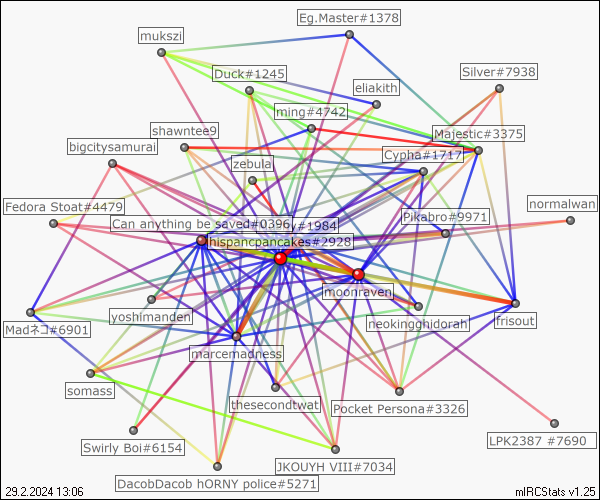 Eg.Master#1378
mukszi
Duck#1245
Silver#7938
eliakith
ming#4742
shawntee9
Majestic#3375
bigcitysamurai
Cypha#1717
zebula
Fedora Stoat#4479
normalwan
Pikabro#9971
Can anything be saved#0396
y#1984
hispancpancakes#2928
moonraven
yoshimanden
neokingghidorah
frisout
Madネコ#6901
marcemadness
somass
thesecondtwat
Pocket Persona#3326
Swirly Boi#6154
LPK2387 #7690
JKOUYH VIII#7034
DacobDacob hORNY police#5271
29.2.2024 13:06
mIRCStats v1.25